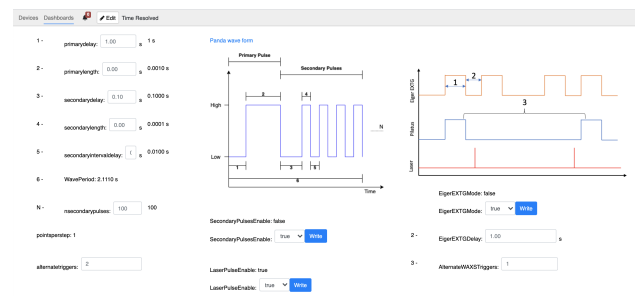 Devices Dashboards 6 Edit Time Resolved
1 - primarydelay: 1.00 s 1 s
2 - primarylength: 0.00 s 0.0010 s
3 - secondarydelay: 0.10 s 0.1000 s
4 - secondarylength: 0.00 s 0.0001 s
5 - secondaryintervaldelay: ( s 0.0100 s
6 - WavePeriod: 2.1110 s
N - nsecondarypulses: 100 100
pointsperstep: 1
alternatetriggers: 2
Panda wave form
Primary Pulse
Secondary Pulses
High
Low
1
2
3
4
5
6
N
Time
SecondaryPulsesEnable: false
SecondaryPulsesEnable: true Write
LaserPulseEnable: true
LaserPulseEnable: true Write
Eiger EXTG
Pilatus
Laser
1
2
3
EigerEXTGMode: false
EigerEXTGMode: true Write
2 - EigerEXTGDelay: 1.00 s
3 - AlternateWAXSTriggers: 1